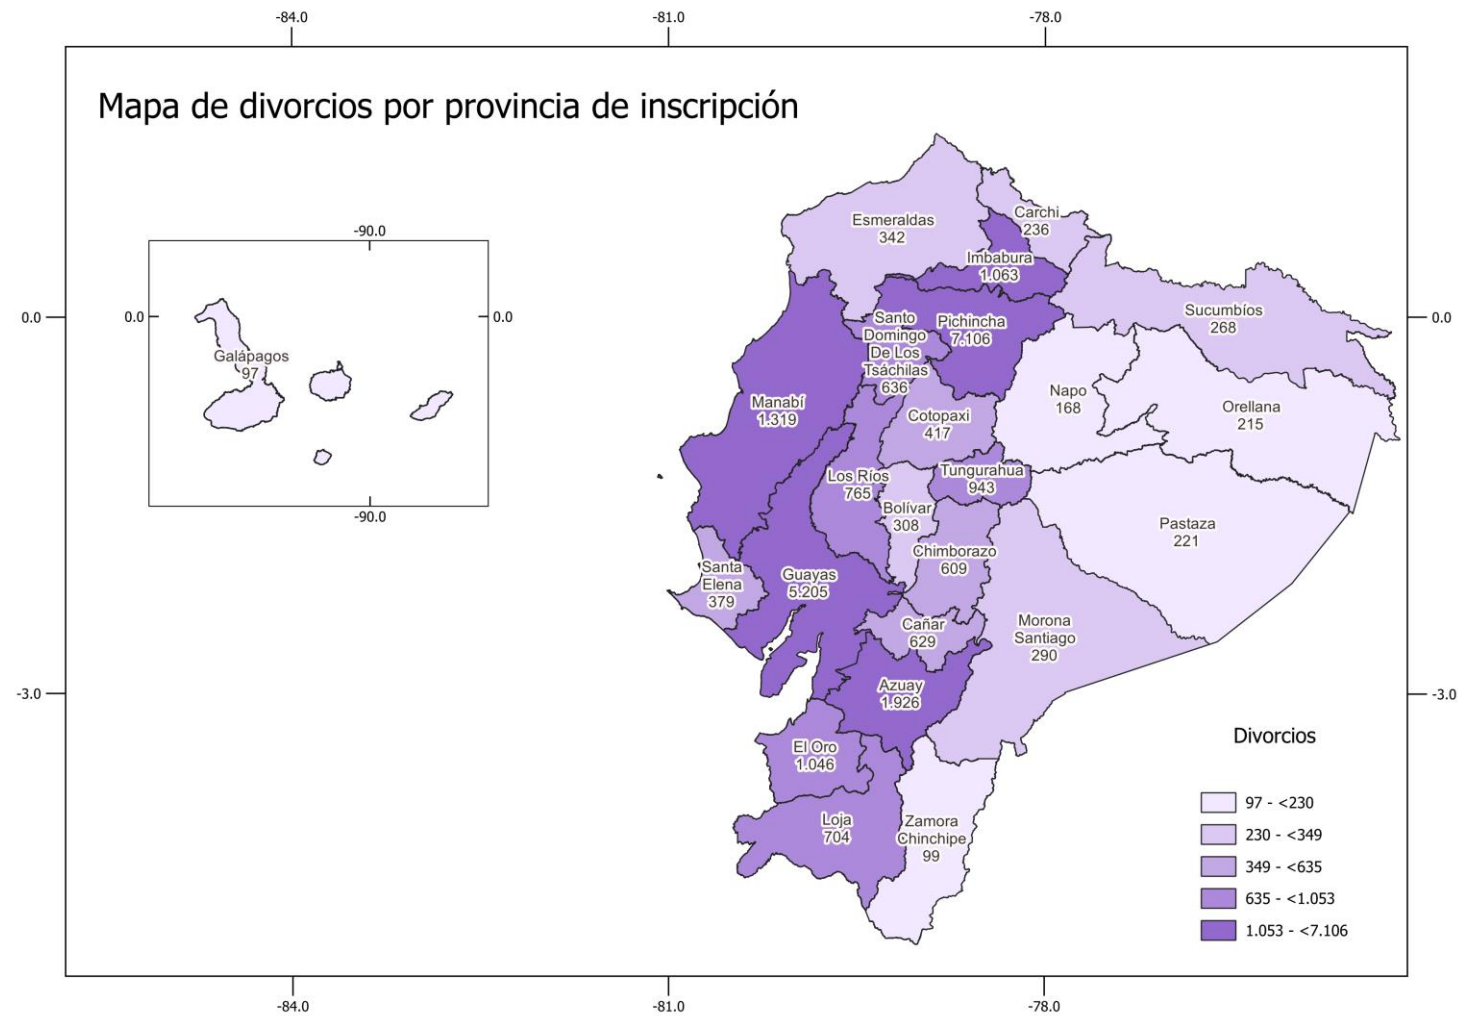 -84.0
-81.0
-78.0
Mapa de divorcios por provincia de inscripción
-90.0
0.0
0.0
0.0
0.0
Galápagos
97
-90.0
Esmeraldas
342
Carchi
236
Imbabura
1.063
Sucumbíos
268
Santo
Domingo
De Los
Tsáchilas
636
Pichincha
7.106
Manabí
1.319
Cotopaxi
417
Napo
168
Orellana
215
Los Ríos
765
Tungurahua
943
Bolívar
308
Pastaza
221
Chimborazo
609
Santa
Elena
379
Guayas
5.205
Cañar
629
Morona
Santiago
290
-3.0
-3.0
Azuay
1.926
El Oro
1.046
Loja
704
Zamora
Chinchipe
99
Divorcios
97 - <230
230 - <349
349 - <635
635 - <1.053
1.053 - <7.106
-84.0
-81.0
-78.0